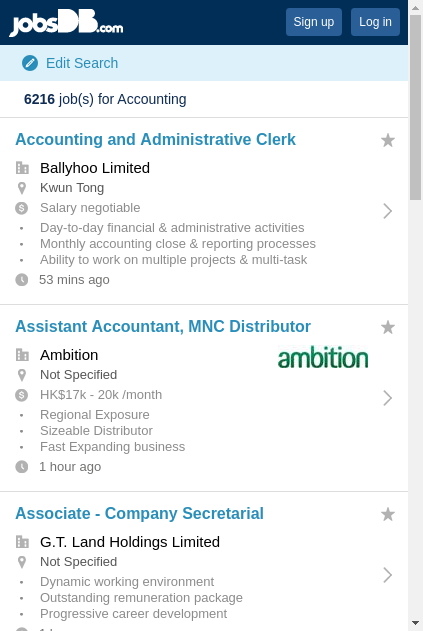 jobsDB.com
Sign up
Log in
Edit Search
6216 job(s) for Accounting
Accounting and Administrative Clerk
Ballyhoo Limited
Kwun Tong
Salary negotiable
• Day-to-day financial & administrative activities
• Monthly accounting close & reporting processes
• Ability to work on multiple projects & multi-task
53 mins ago
Assistant Accountant, MNC Distributor
Ambition
ambition
Not Specified
HK$17k - 20k /month
• Regional Exposure
• Sizeable Distributor
• Fast Expanding business
1 hour ago
Associate - Company Secretarial
G.T. Land Holdings Limited
Not Specified
• Dynamic working environment
• Outstanding remuneration package
• Progressive career development